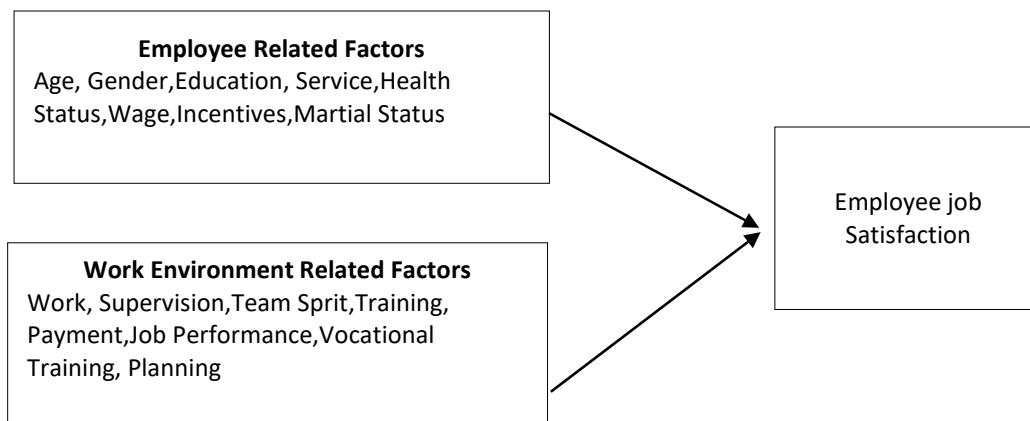 Employee Related Factors
Age, Gender,Education, Service,Health
Status,Wage,Incentives,Martial Status
Employee job
Satisfaction
Work Environment Related Factors
Work, Supervision,Team Sprit,Training,
Payment,Job Performance,Vocational
Training, Planning